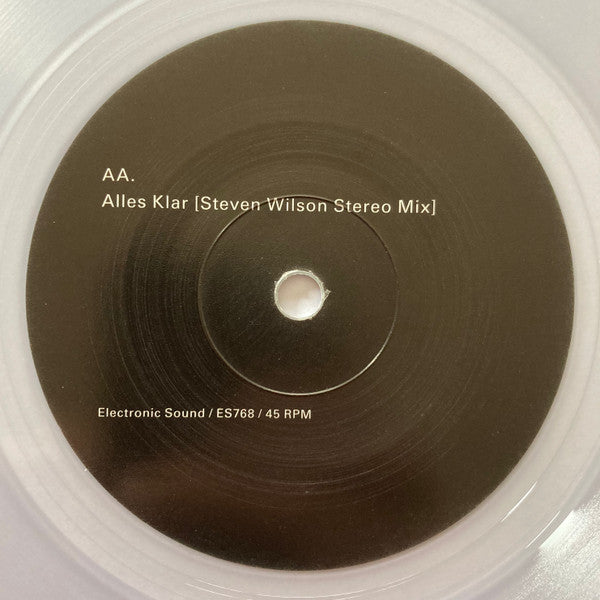 AA.
Alles Klar [Steven Wilson Stereo Mix]
Electronic Sound / ES768 / 45 RPM